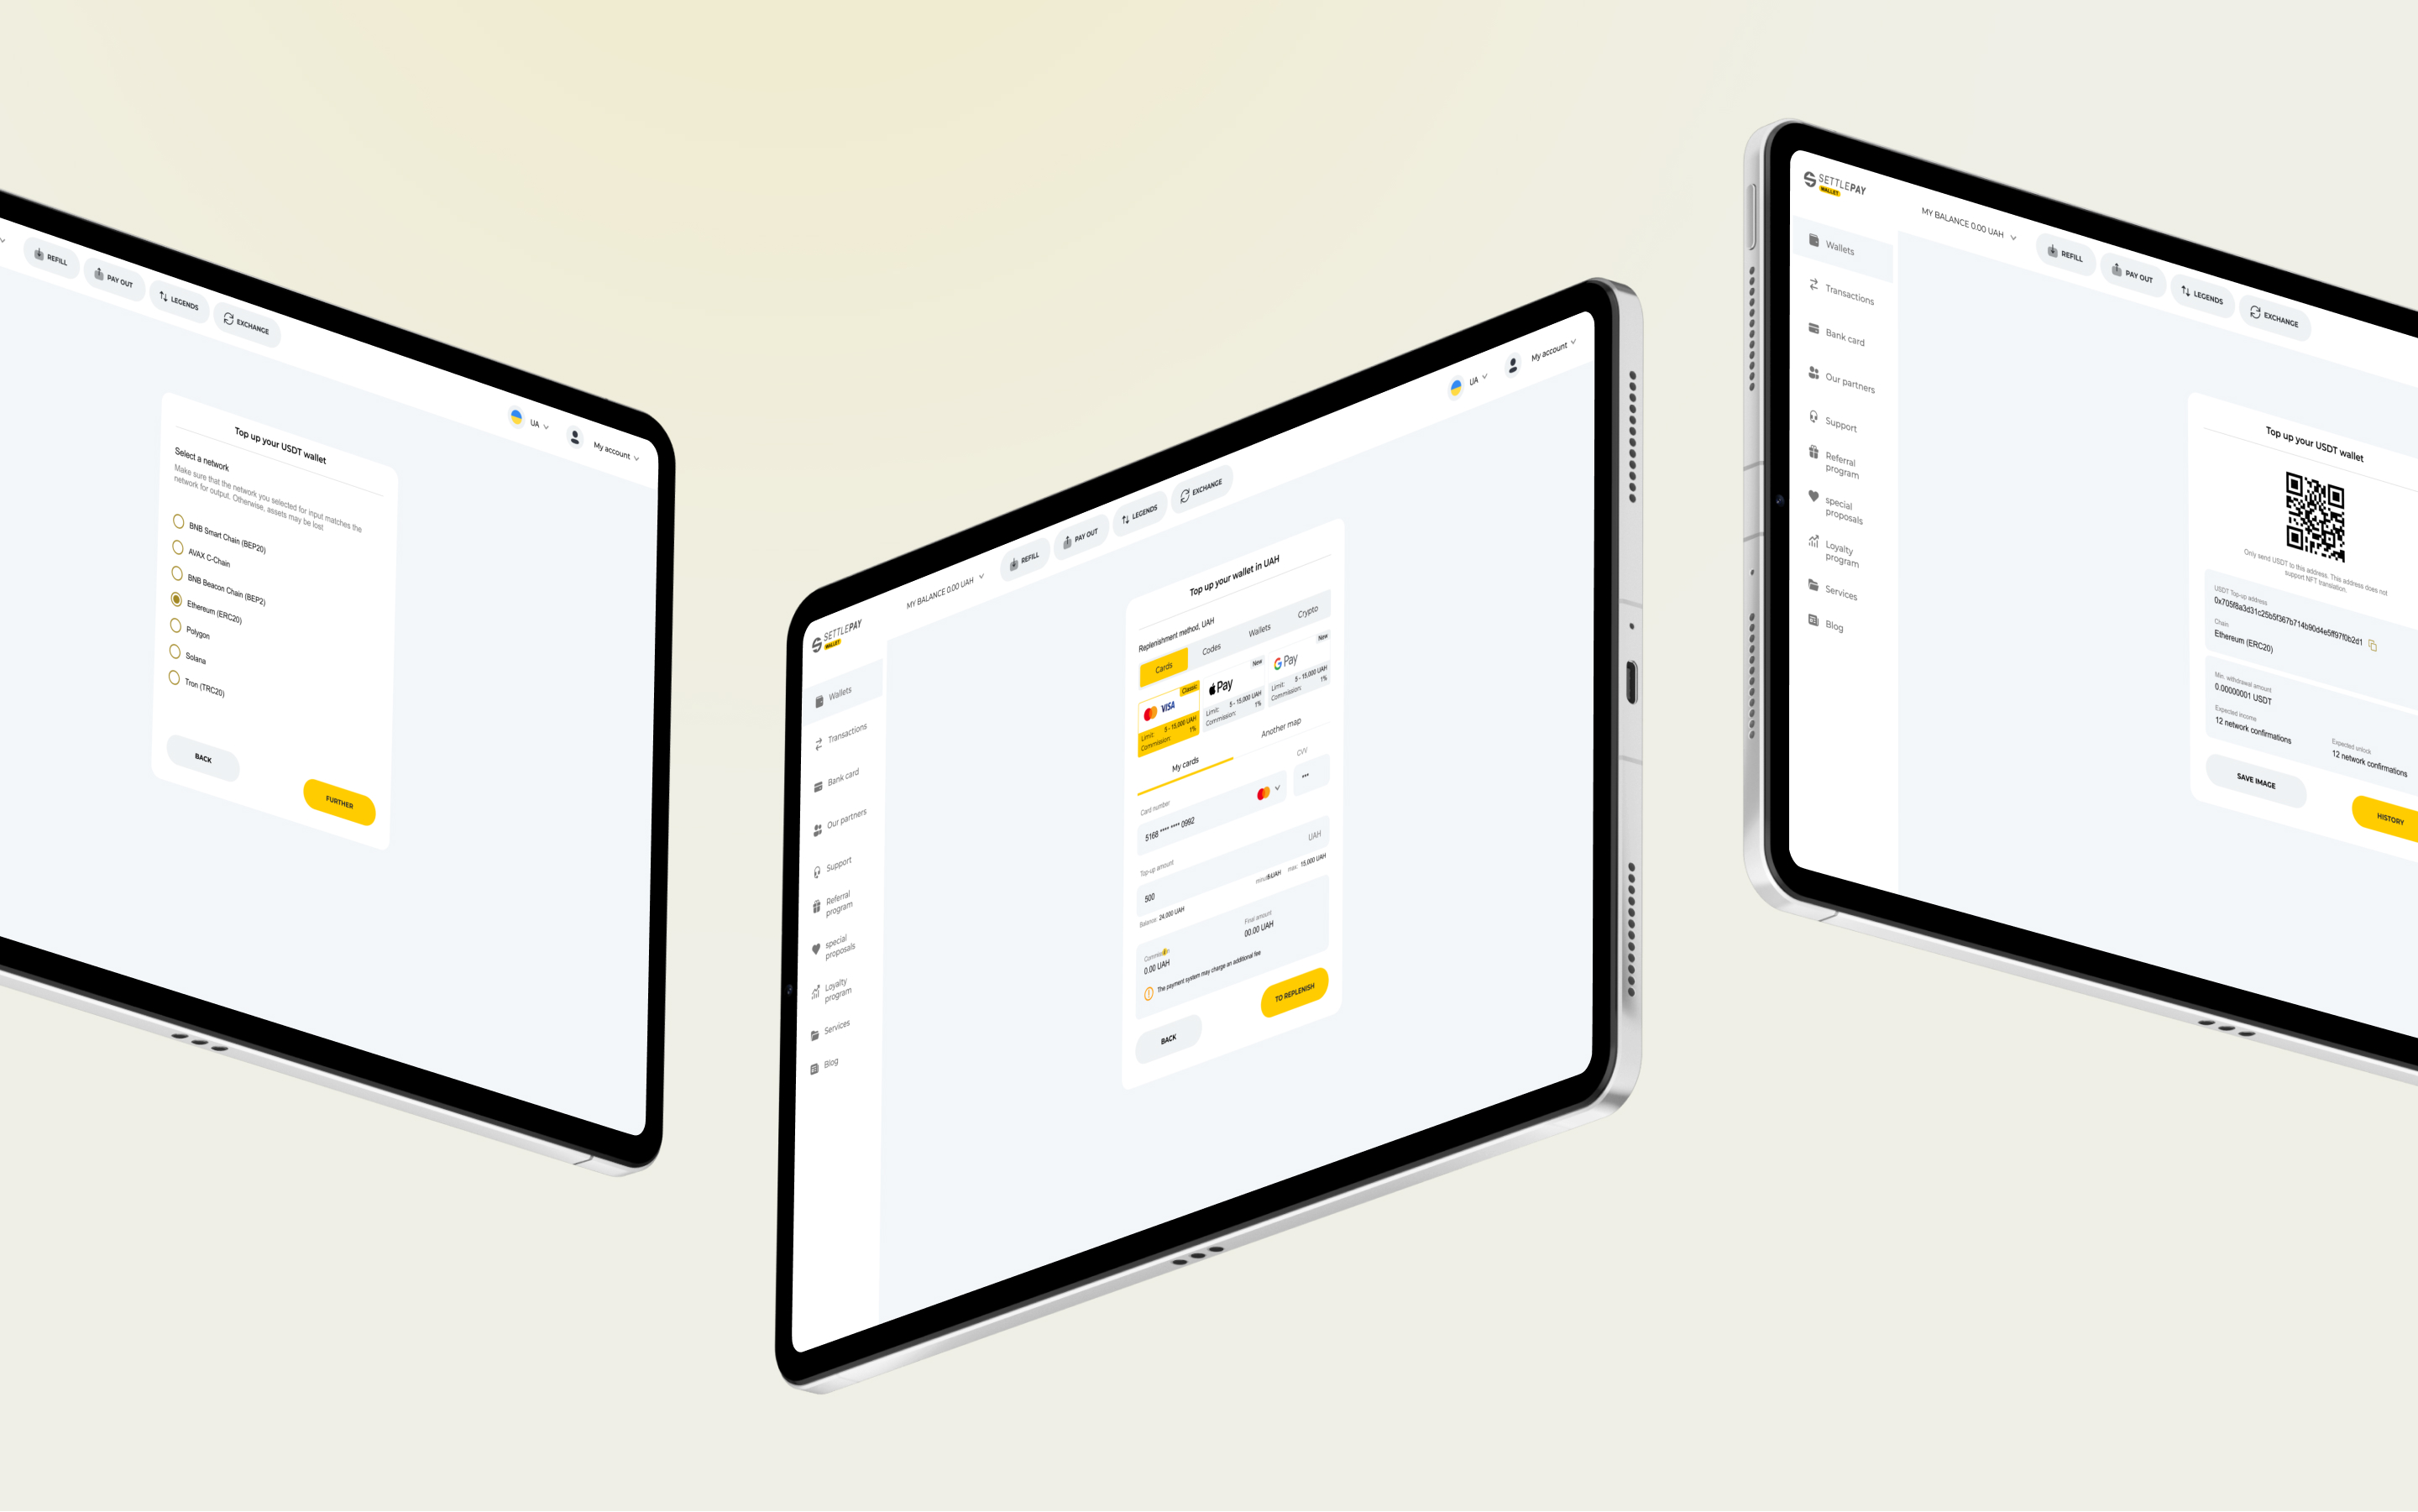 REFILL
PAY OUT
LEGENDS
EXCHANGE
UA
My account
Top up your USDT wallet
Select a network
Make sure that the network you selected for input matches the
network for output. Otherwise, assets may be lost
BNB Smart Chain (BEP20)
AVAX C-Chain
BNB Beacon Chain (BEP2)
Ethereum (ERC20)
Polygon
Solana
Tron (TRC20)
BACK
FURTHER
SETTLEPAY
WALLET
MY BALANCE 0.00 UAH
REFILL
PAY OUT
LEGENDS
EXCHANGE
UA
My account
Wallets
Transactions
Bank card
Our partners
Support
Referral
program
special
proposals
Loyalty
program
Services
Blog
Top up your wallet in UAH
Replenishment method, UAH
Cards
Codes
Wallets
Crypto
Classic
VISA
Limit: 5 - 15,000 UAH
Commission: 1%
New
Pay
Limit: 5 - 15,000 UAH
Commission: 1%
New
G Pay
Limit: 5 - 15,000 UAH
Commission: 1%
My cards
Another map
Card number
CVV
5168 **** **** 0992
***
Top-up amount
500
UAH
Balance: 24,000 UAH
max: 15,000 UAH
Final amount
0.00 UAH
00.00 UAH
The payment system may charge an additional fee
BACK
TO REPLENISH
SETTLEPAY
WALLET
MY BALANCE 0.00 UAH
REFILL
PAY OUT
LEGENDS
EXCHANGE
Wallets
Transactions
Bank card
Our partners
Support
Referral
program
special
proposals
Loyalty
program
Services
Blog
Top up your USDT wallet
Only send USDT to this address. This address does not
support NFT translation.
USDT Top-up address
0x705f8a3d31c25b5f367b714b90d4e5ff97f0b2d1
Chain
Ethereum (ERC20)
Min. withdrawal amount
0.00000001 USDT
Expected income
12 network confirmations
Expected unlock
12 network confirmations
SAVE IMAGE
HISTORY